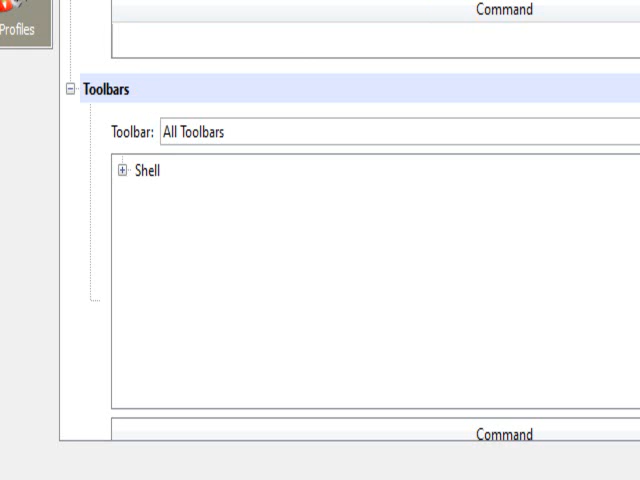 Command
Profiles
Toolbars
Toolbar: All Toolbars
Shell
Command